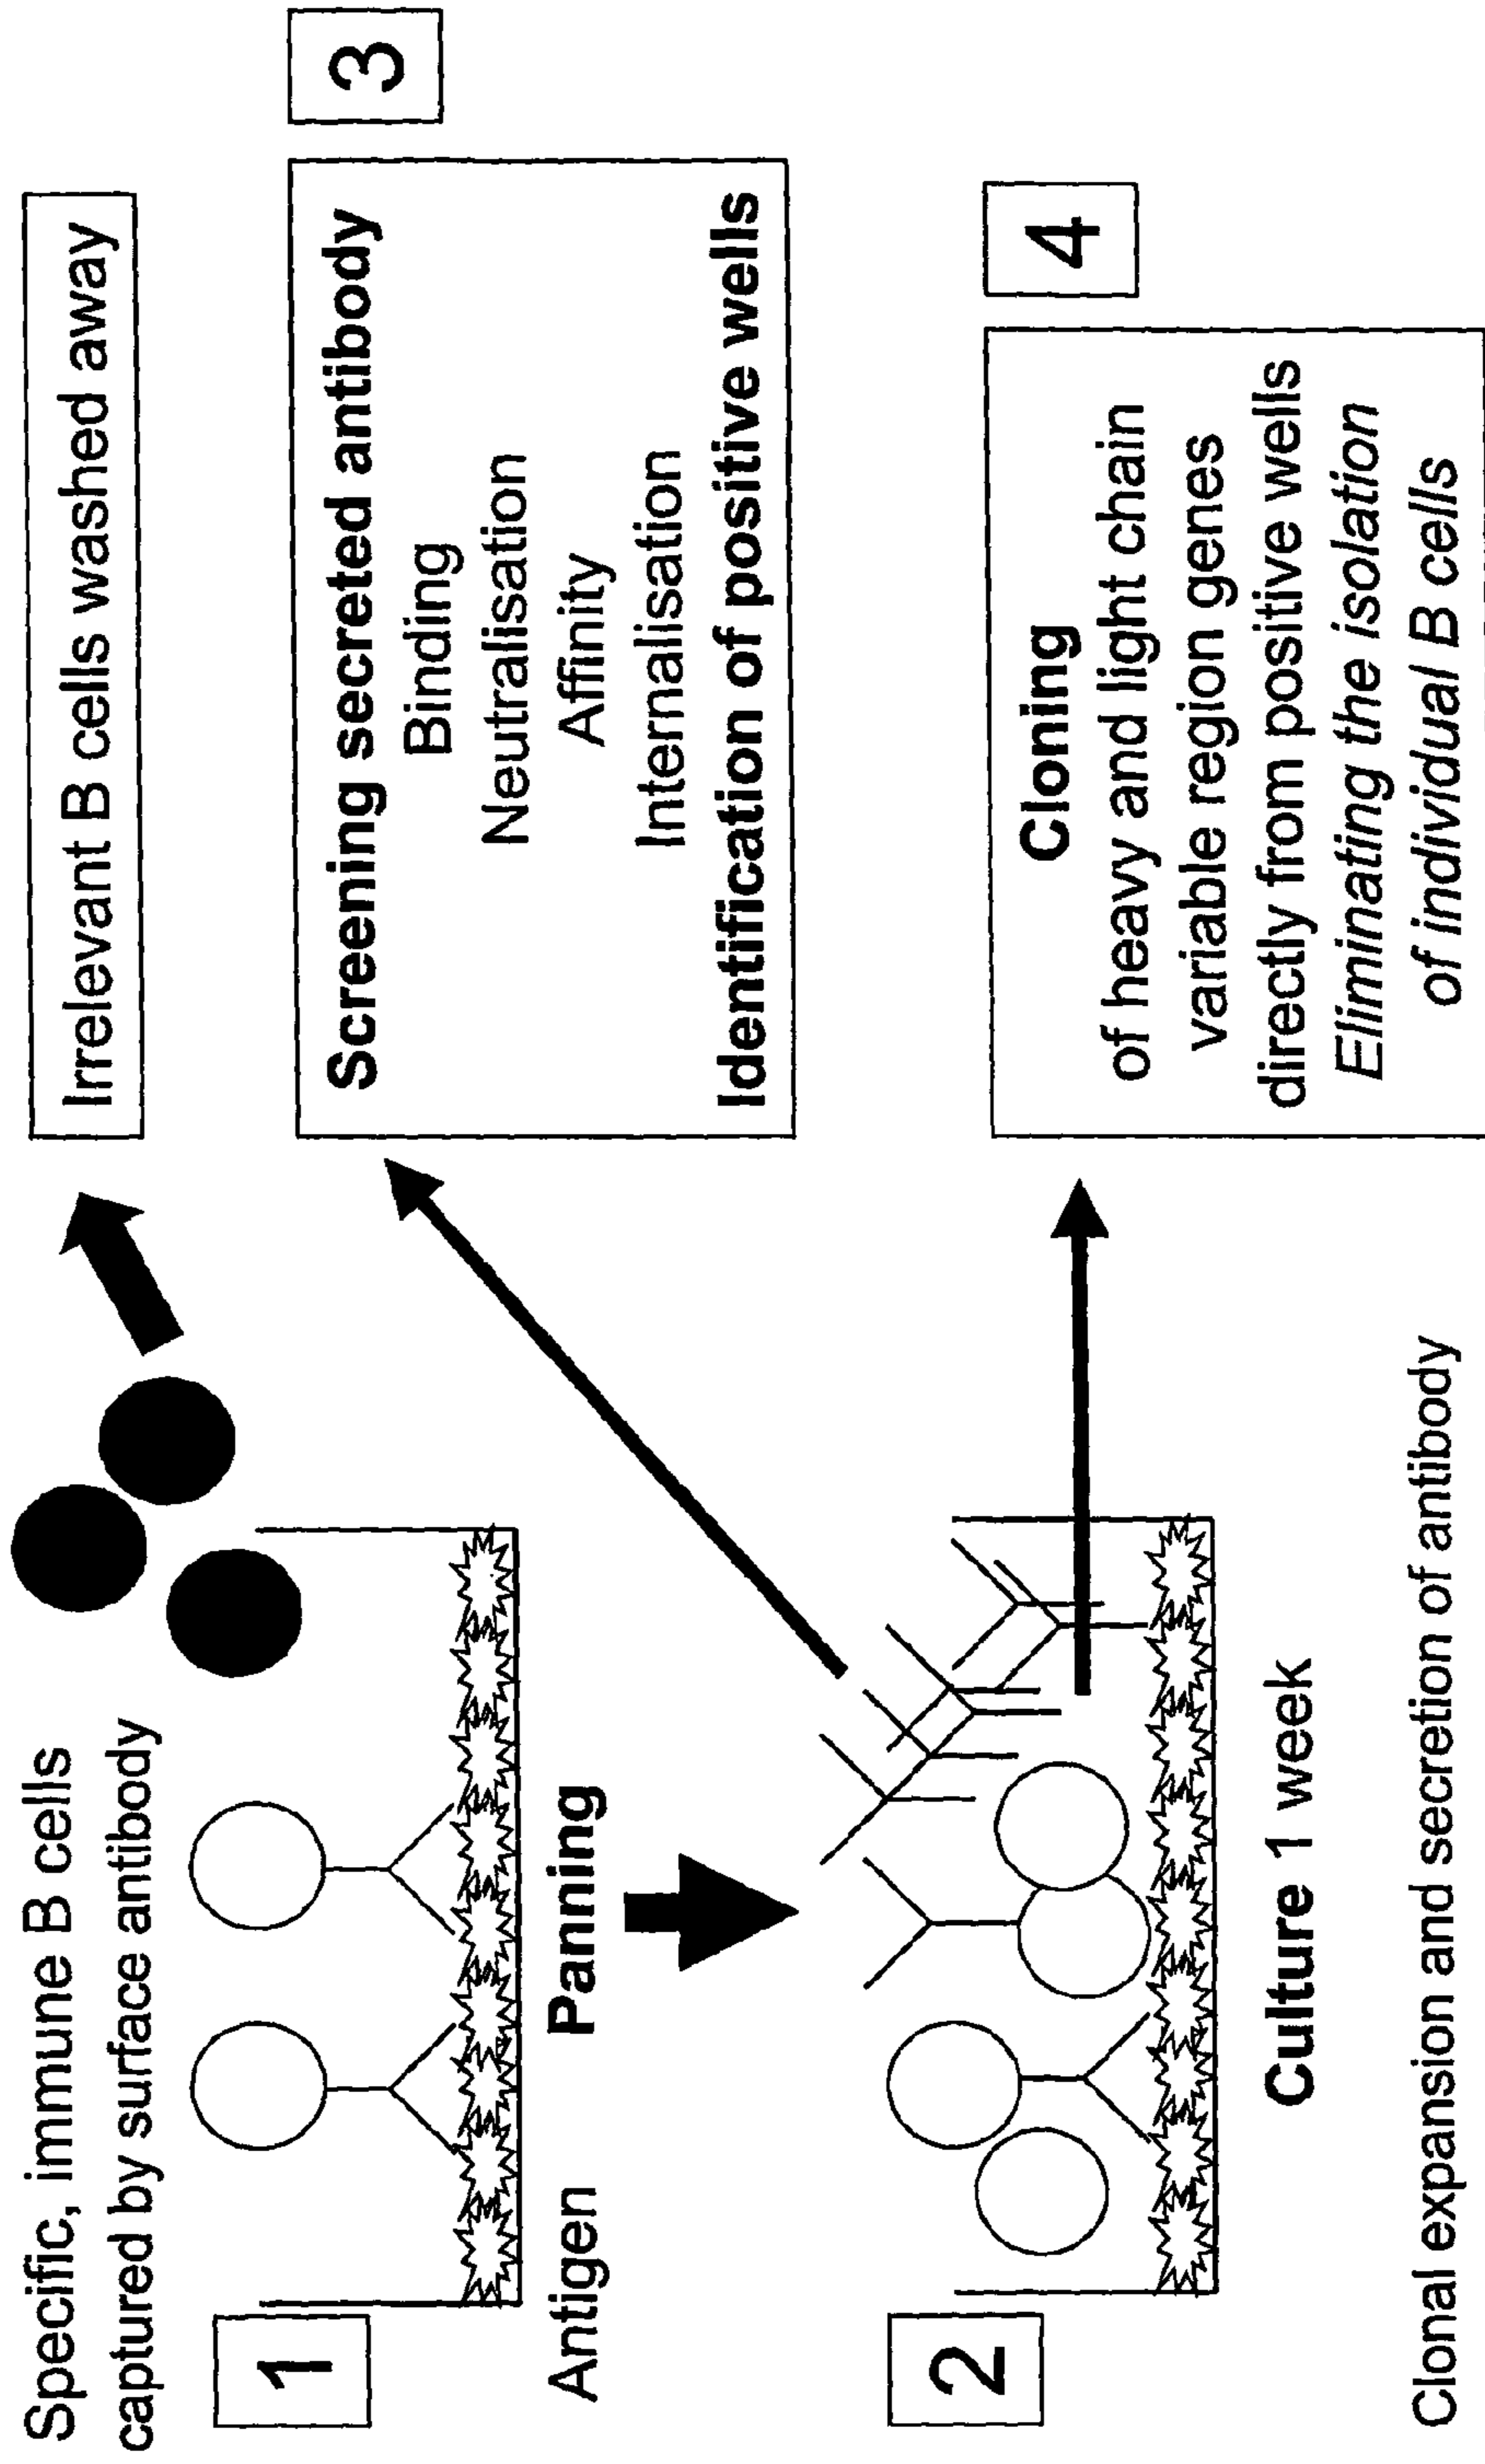 Specific, immune B cells
captured by surface antibody
Irrelevant B cells washed away
1
Antigen
Panning
3
Screening secreted antibody
Binding
Neutralisation
Affinity
Internalisation
Identification of positive wells
2
Culture 1 week
Clonal expansion and secretion of antibody
4
Cloning
of heavy and light chain
variable region genes
directly from positive wells
Eliminating the isolation
of individual B cells